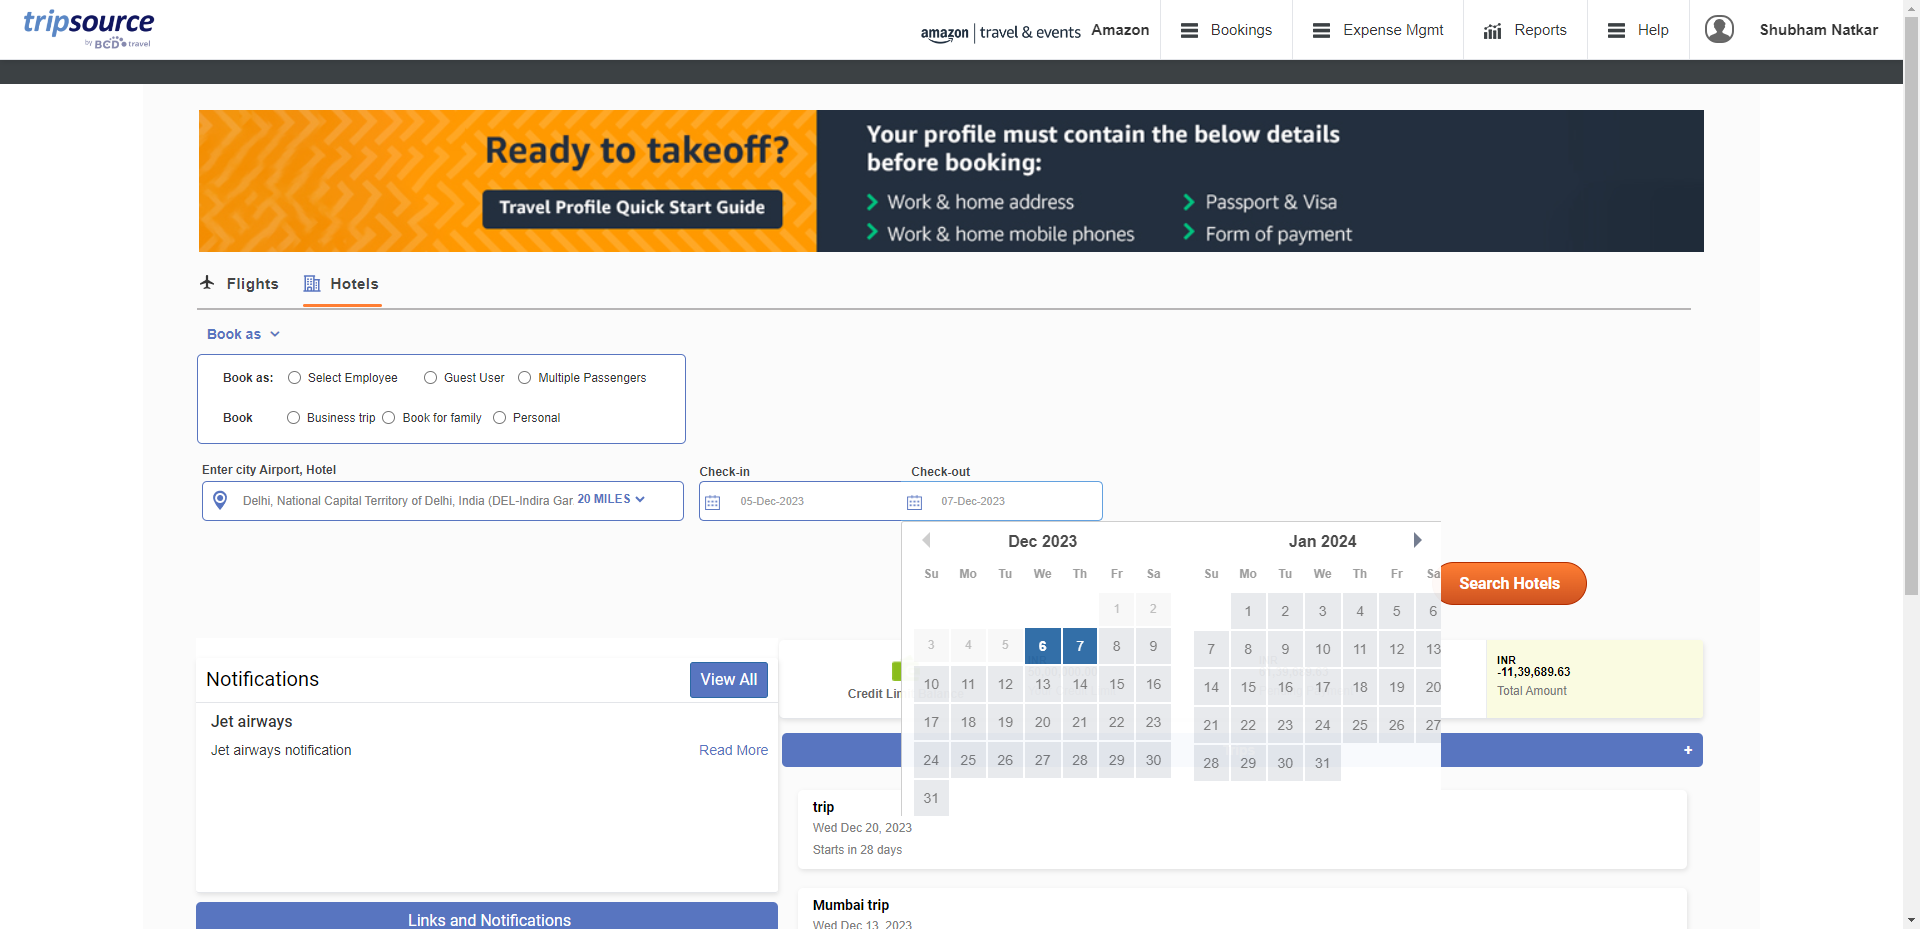 tripsource
by BCD travel
amazon | travel & events Amazon
Bookings
Expense Mgmt
Reports
Help
Shubham Natkar
Ready to takeoff?
Travel Profile Quick Start Guide
Your profile must contain the below details
before booking:
Work & home address
Passport & Visa
Work & home mobile phones
Form of payment
Flights
Hotels
Book as
Book as: Select Employee Guest User Multiple Passengers
Book Business trip Book for family Personal
Enter city Airport, Hotel
Delhi, National Capital Territory of Delhi, India (DEL-Indira Gar 20 MILES
Check-in
Check-out
05-Dec-2023
07-Dec-2023
Dec 2023
Su Mo Tu We Th Fr Sa
1 2
3 4 5 6 7 8 9
10 11 12 13 14 15 16
17 18 19 20 21 22 23
24 25 26 27 28 29 30
31
Jan 2024
Su Mo Tu We Th Fr Sa
1 2 3 4 5 6
7 8 9 10 11 12 13
14 15 16 17 18 19 20
21 22 23 24 25 26 27
28 29 30 31
Search Hotels
Notifications
View All
Jet airways
Jet airways notification
Read More
Links and Notifications
Credit Lir
INR
-11,39,689.63
Total Amount
+
trip
Wed Dec 20, 2023
Starts in 28 days
Mumbai trip
Wed Dec 13, 2023